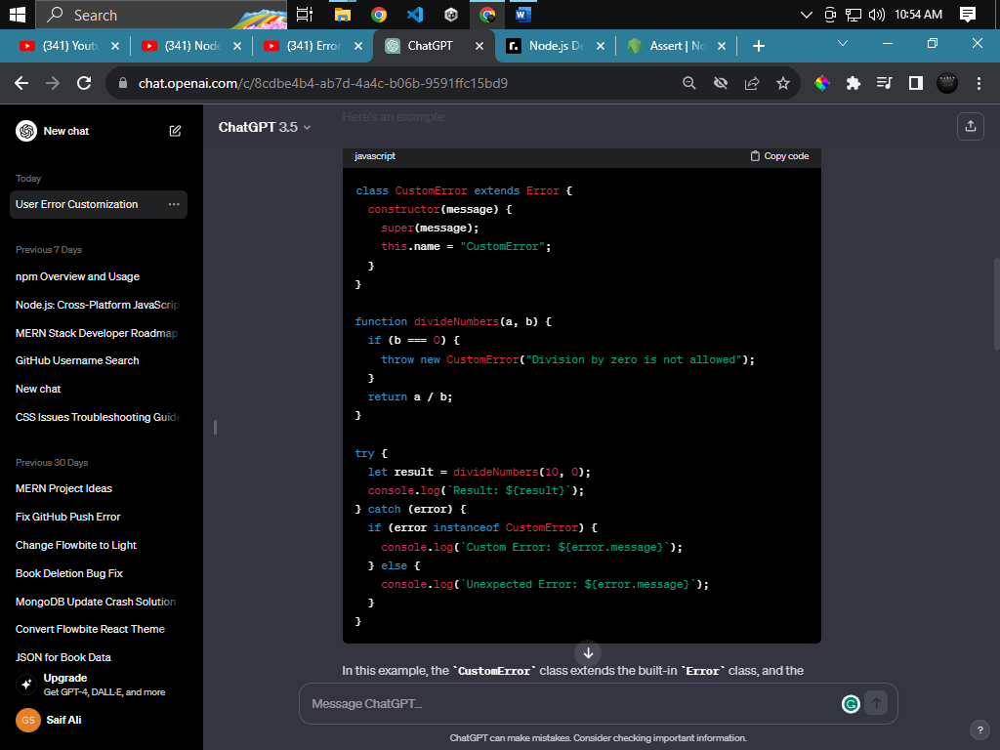 Search
10:54 AM
(341) Yout
(341) Node
(341) Error
ChatGPT
Node.js De
Assert | No
chat.openai.com/c/8cdbe4b4-ab7d-4a4c-b06b-9591ffc15bd9
New chat
Today
User Error Customization
Previous 7 Days
npm Overview and Usage
Node.js: Cross-Platform JavaScrip
MERN Stack Developer Roadmap
GitHub Username Search
New chat
CSS Issues Troubleshooting Guide
Previous 30 Days
MERN Project Ideas
Fix GitHub Push Error
Change Flowbite to Light
Book Deletion Bug Fix
MongoDB Update Crash Solution
Convert Flowbite React Theme
JSON for Book Data
Upgrade
Get GPT-4, DALL·E, and more
GS Saif Ali
ChatGPT 3.5
Here's an example:
javascript
Copy code
class CustomError extends Error {
  constructor(message) {
    super(message);
    this.name = "CustomError";
  }
}
function divideNumbers(a, b) {
  if (b === 0) {
    throw new CustomError("Division by zero is not allowed");
  }
  return a / b;
}
try {
  let result = divideNumbers(10, 0);
  console.log(`Result: ${result}`);
} catch (error) {
  if (error instanceof CustomError) {
    console.log(`Custom Error: ${error.message}`);
  } else {
    console.log(`Unexpected Error: ${error.message}`);
  }
}
In this example, the `CustomError` class extends the built-in `Error` class, and the
Message ChatGPT...
ChatGPT can make mistakes. Consider checking important information.
?